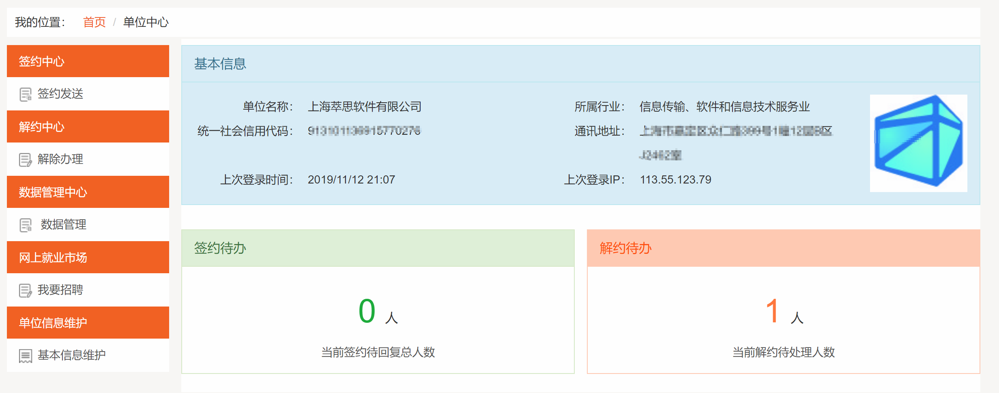 我的位置： 首页 / 单位中心
签约中心
签约发送
解约中心
解除办理
数据管理中心
数据管理
网上就业市场
我要招聘
单位信息维护
基本信息维护
基本信息
单位名称： 上海萃思软件有限公司
所属行业： 信息传输、软件和信息技术服务业
统一社会信用代码：
通讯地址：
上次登录时间： 2019/11/12 21:07
上次登录IP： 113.55.123.79
签约待办
0 人
当前签约待回复总人数
解约待办
1 人
当前解约待处理人数